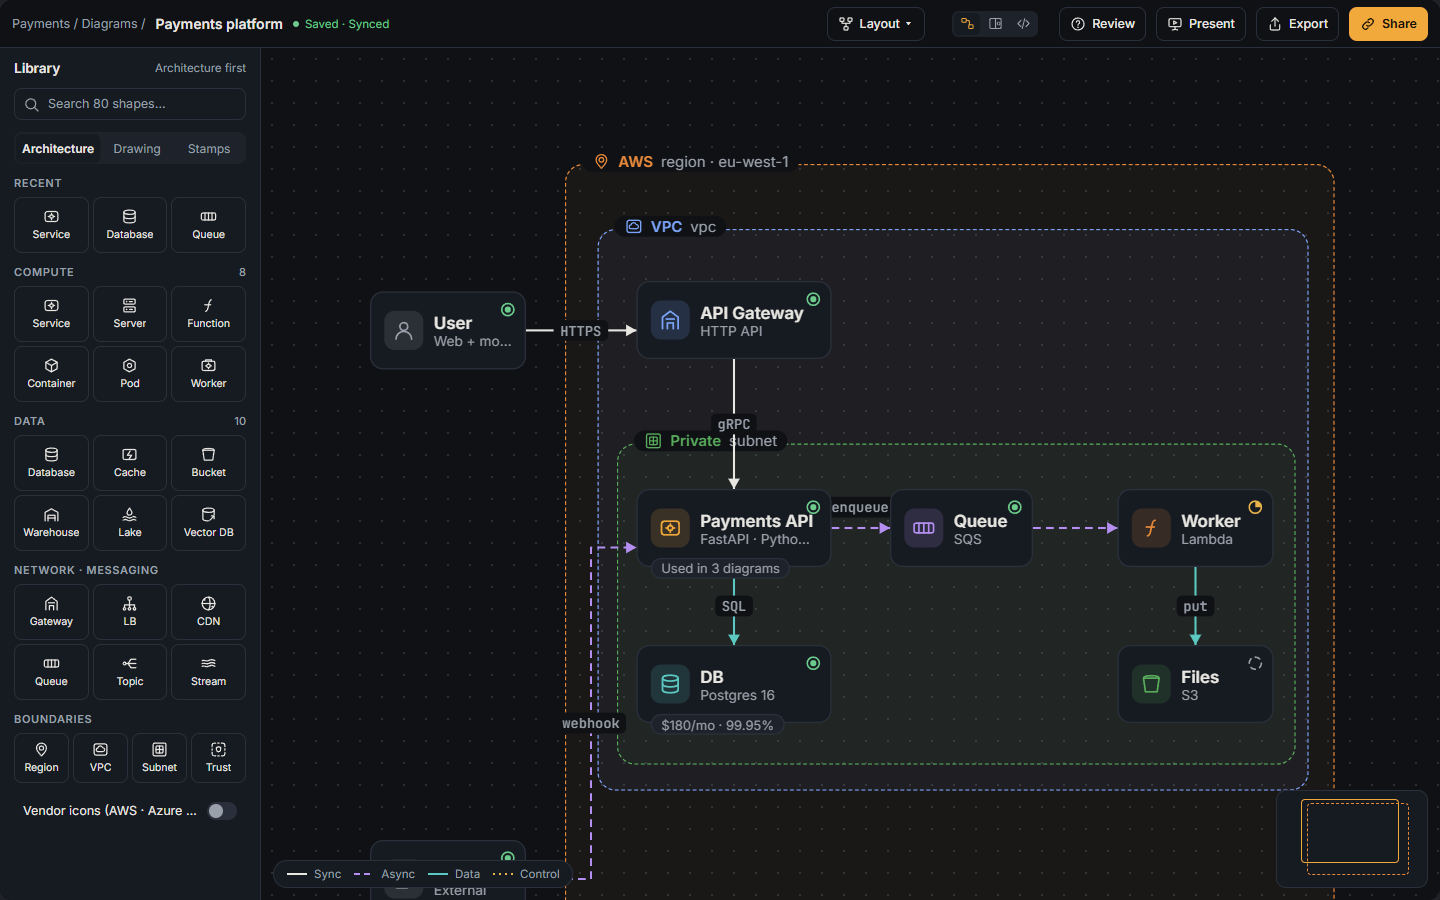 Payments / Diagrams / Payments platform Saved · Synced
Layout
Review
Present
Export
Share
Library
Architecture first
Search 80 shapes...
Architecture
Drawing
Stamps
RECENT
Service
Database
Queue
COMPUTE
8
Service
Server
Function
Container
Pod
Worker
DATA
10
Database
Cache
Bucket
Warehouse
Lake
Vector DB
NETWORK · MESSAGING
Gateway
LB
CDN
Queue
Topic
Stream
BOUNDARIES
Region
VPC
Subnet
Trust
Vendor icons (AWS · Azure ...
AWS region · eu-west-1
VPC vpc
User
Web + mo...
HTTPS
API Gateway
HTTP API
gRPC
Private subnet
Payments API
FastAPI · Pytho...
Used in 3 diagrams
enqueue
Queue
SQS
Worker
Lambda
SQL
put
DB
Postgres 16
$180/mo · 99.95%
Files
S3
webhook
External
Sync
Async
Data
Control